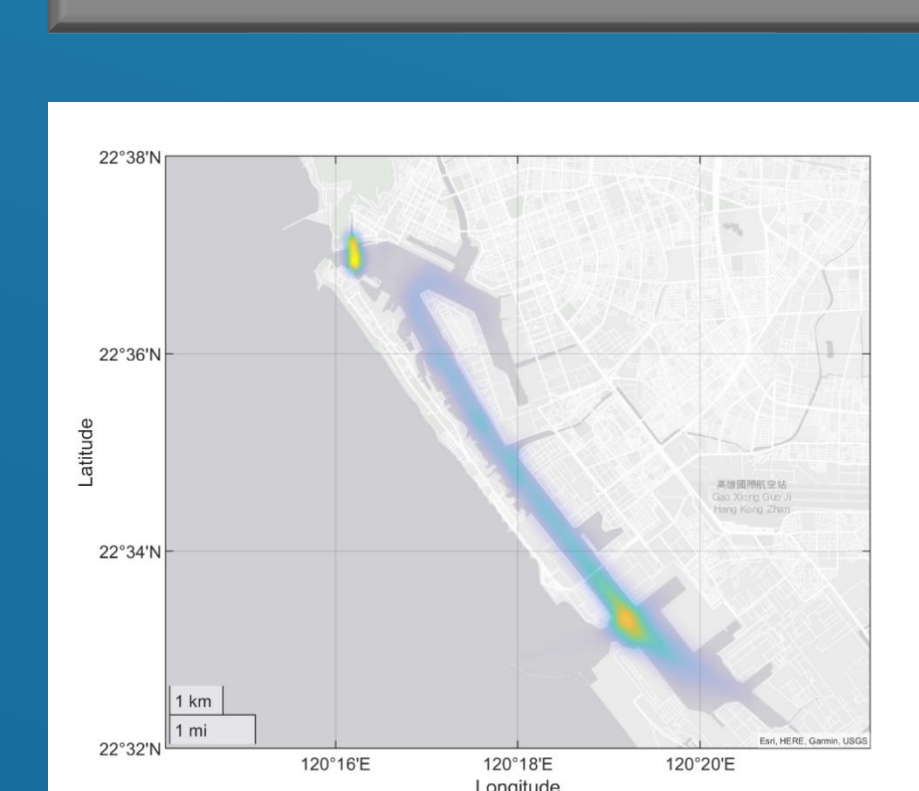 22°38'N
22°36'N
Latitude
22°34'N
高雄國際航空站
Gao Xiong Guo Ji
Hang Kong Zhan
1 km
1 mi
22°32'N
Esri, HERE, Garmin, USGS
120°16'E
120°18'E
120°20'E
Longitude